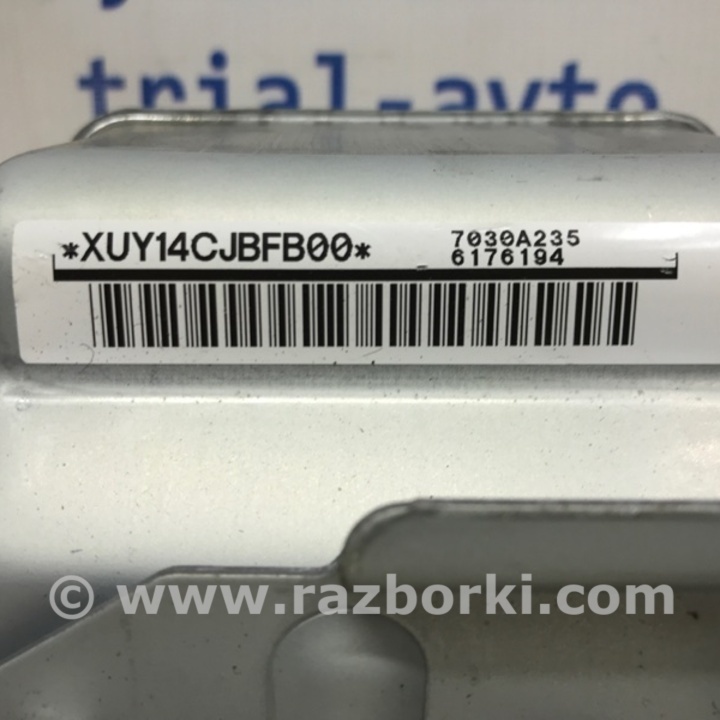 trial-avto
*XUY14CJBFB00*
7030A235
6176194
© www.razborki.com